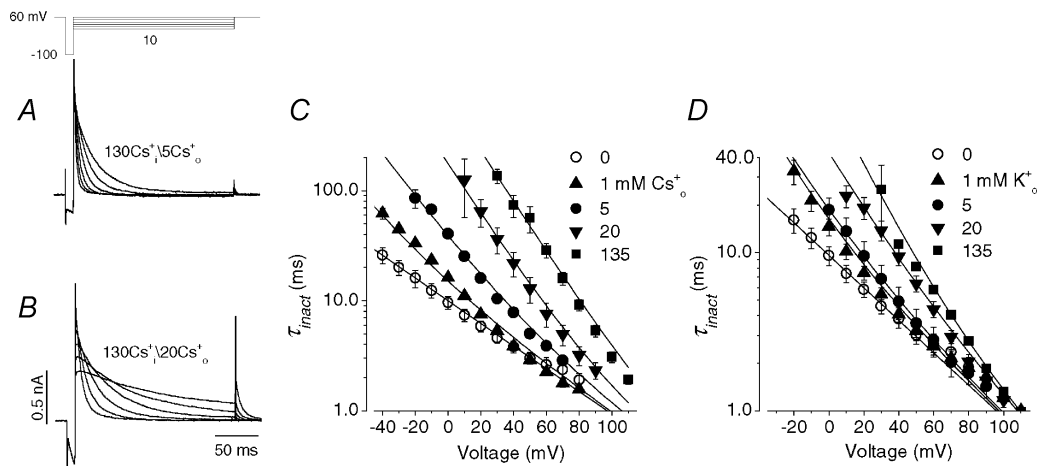 60 mV
10
-100
A
130Cs⁺ᵢ\5Cs⁺ₒ
B
130Cs⁺ᵢ\20Cs⁺ₒ
0.5 nA
50 ms
C
0
1 mM Cs⁺ₒ
5
20
135
100.0
10.0
1.0
τinact (ms)
-40 -20 0 20 40 60 80 100
Voltage (mV)
D
0
1 mM K⁺ₒ
5
20
135
40.0
10.0
1.0
τinact (ms)
-20 0 20 40 60 80 100
Voltage (mV)